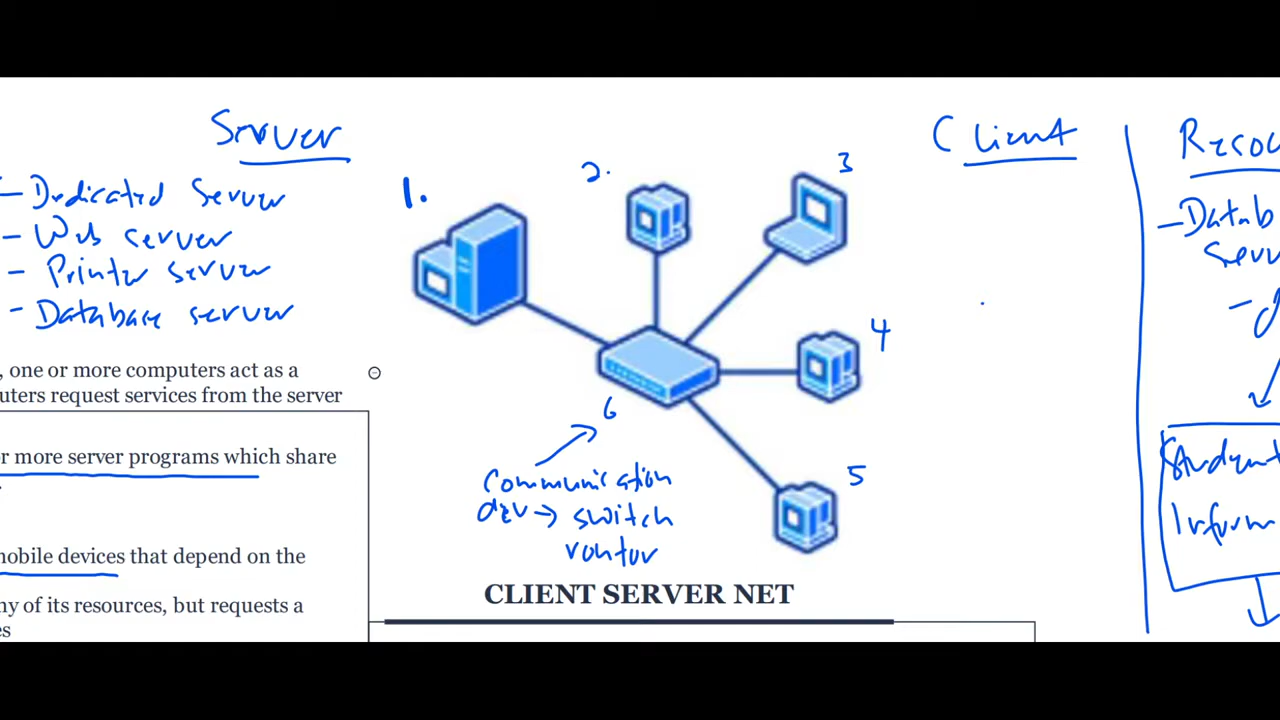 Server
- Dedicated Server
- Web server
- Printer server
- Database server
, one or more computers act as a
uters request services from the server
or more server programs which share
mobile devices that depend on the
ny of its resources, but requests a
es
1.
2.
3
4
5
6
Communication
dev → switch
router
CLIENT SERVER NET
Client
Resou
- Datab
Serv
Student
Inform